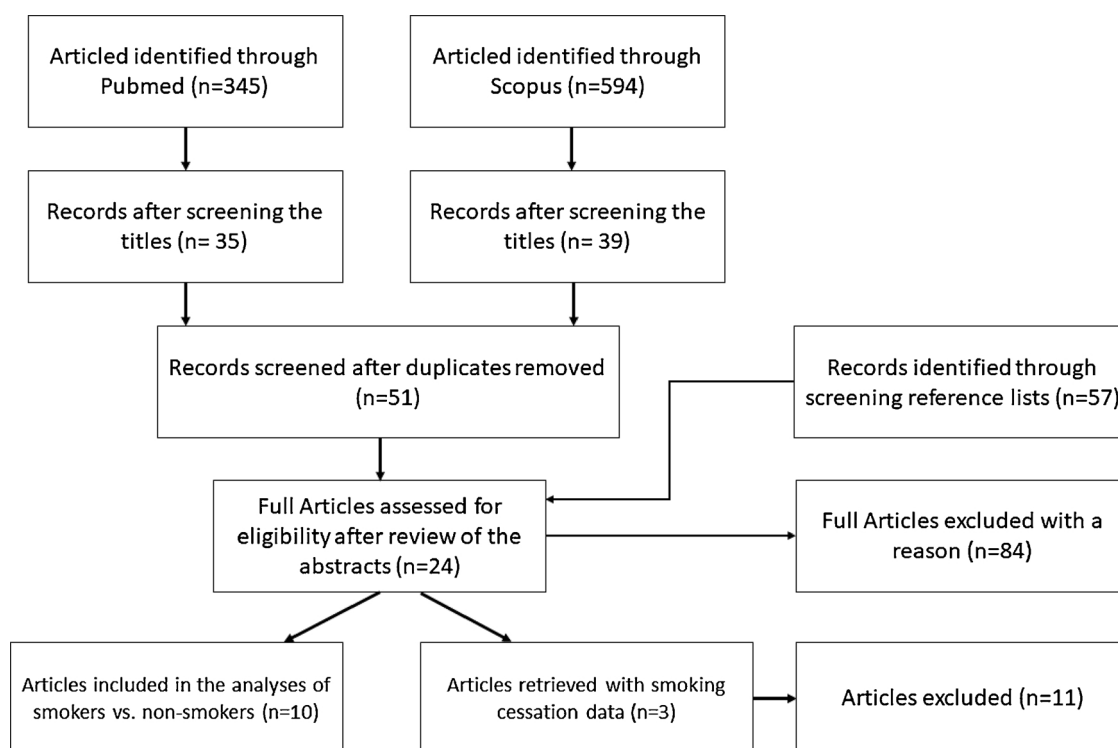 Articled identified through
Pubmed (n=345)
Articled identified through
Scopus (n=594)
Records after screening the
titles (n= 35)
Records after screening the
titles (n= 39)
Records screened after duplicates removed
(n=51)
Records identified through
screening reference lists (n=57)
Full Articles assessed for
eligibility after review of the
abstracts (n=24)
Full Articles excluded with a
reason (n=84)
Articles included in the analyses of
smokers vs. non-smokers (n=10)
Articles retrieved with smoking
cessation data (n=3)
Articles excluded (n=11)